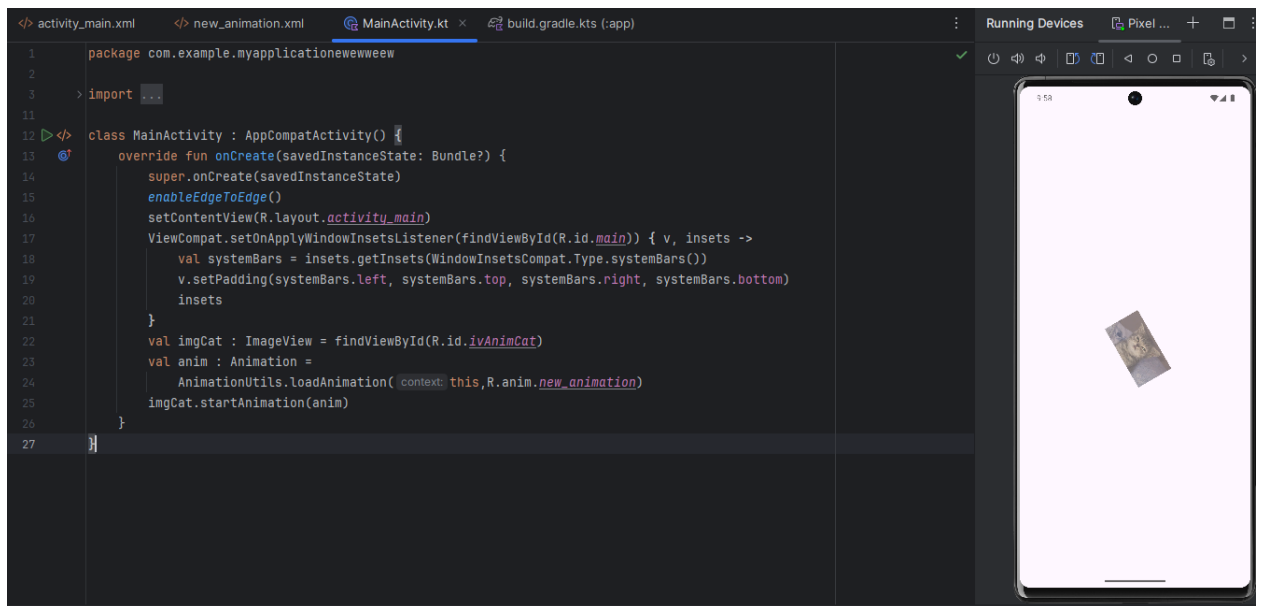 activity_main.xml new_animation.xml MainActivity.kt build.gradle.kts (:app) Running Devices Pixel ...
1 package com.example.myapplicationewewweew
2
3 import ...
11
12 class MainActivity : AppCompatActivity() {
13 override fun onCreate(savedInstanceState: Bundle?) {
14 super.onCreate(savedInstanceState)
15 enableEdgeToEdge()
16 setContentView(R.layout.activity_main)
17 ViewCompat.setOnApplyWindowInsetsListener(findViewById(R.id.main)) { v, insets ->
18 val systemBars = insets.getInsets(WindowInsetsCompat.Type.systemBars())
19 v.setPadding(systemBars.left, systemBars.top, systemBars.right, systemBars.bottom)
20 insets
21 }
22 val imgCat : ImageView = findViewById(R.id.ivAnimCat)
23 val anim : Animation =
24 AnimationUtils.loadAnimation( context: this,R.anim.new_animation)
25 imgCat.startAnimation(anim)
26 }
27 }